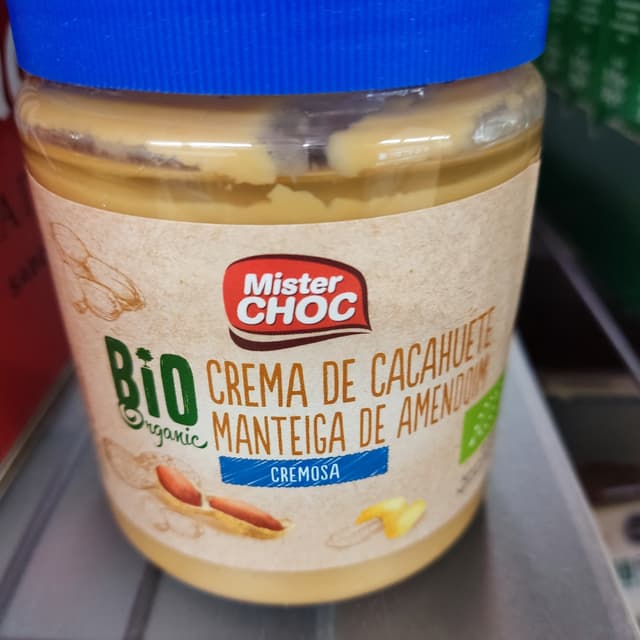 Mister
CHOC
BiO
Organic
CREMA DE CACAHUETE
MANTEIGA DE AMENDOIM
CREMOSA